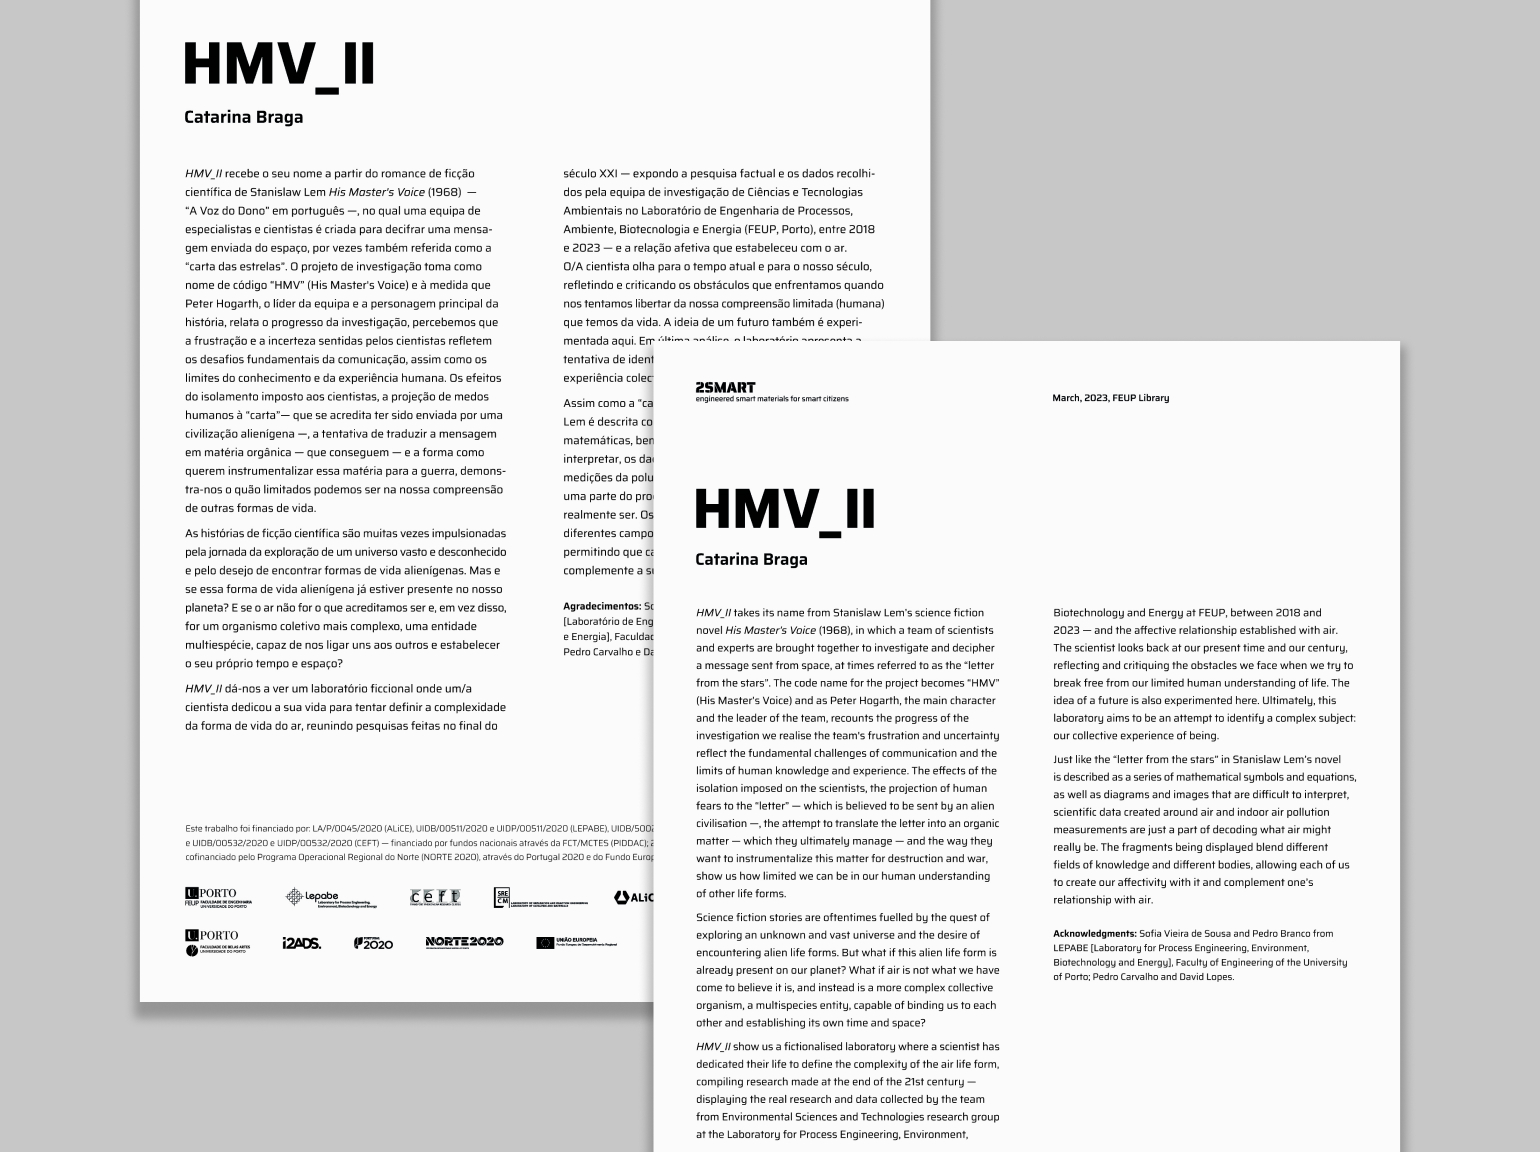 HMV_II
Catarina Braga
HMV_II recebe o seu nome a partir do romance de ficção
científica de Stanislaw Lem His Master's Voice (1968) —
“A Voz do Dono” em português —, no qual uma equipa de
especialistas e cientistas é criada para decifrar uma mensa-
gem enviada do espaço, por vezes também referida como a
“carta das estrelas”. O projeto de investigação toma como
nome de código “HMV” (His Master's Voice) e à medida que
Peter Hogarth, o líder da equipa e a personagem principal da
história, relata o progresso da investigação, percebemos que
a frustração e a incerteza sentidas pelos cientistas refletem
os desafios fundamentais da comunicação, assim como os
limites do conhecimento e da experiência humana. Os efeitos
do isolamento imposto aos cientistas, a projeção de medos
humanos à “carta”— que se acredita ter sido enviada por uma
civilização alienígena —, a tentativa de traduzir a mensagem
em matéria orgânica — que conseguem — e a forma como
querem instrumentalizar essa matéria para a guerra, demons-
tra-nos o quão limitados podemos ser na nossa compreensão
de outras formas de vida.
As histórias de ficção científica são muitas vezes impulsionadas
pela jornada da exploração de um universo vasto e desconhecido
e pelo desejo de encontrar formas de vida alienígenas. Mas e
se essa forma de vida alienígena já estiver presente no nosso
planeta? E se o ar não for o que acreditamos ser e, em vez disso,
for um organismo coletivo mais complexo, uma entidade
multiespécie, capaz de nos ligar uns aos outros e estabelecer
o seu próprio tempo e espaço?
HMV_II dá-nos a ver um laboratório ficcional onde um/a
cientista dedicou a sua vida para tentar definir a complexidade
da forma de vida do ar, reunindo pesquisas feitas no final do
século XXI — expondo a pesquisa factual e os dados recolhi-
dos pela equipa de investigação de Ciências e Tecnologias
Ambientais no Laboratório de Engenharia de Processos,
Ambiente, Biotecnologia e Energia (FEUP, Porto), entre 2018
e 2023 — e a relação afetiva que estabeleceu com o ar.
O/A cientista olha para o tempo atual e para o nosso século,
refletindo e criticando os obstáculos que enfrentamos quando
nos tentamos libertar da nossa compreensão limitada (humana)
que temos da vida. A ideia de um futuro também é experi-
mentada aqui. Em última análise, o laboratório apresenta a
tentativa de ident
experiência colec
Assim como a “ca
Lem é descrita co
matemáticas, ben
interpretar, os da
medições da polu
uma parte do pro
realmente ser. Os
diferentes campo
permitindo que ca
complemente a s
Agradecimentos: So
[Laboratório de Eng
e Energia], Faculdad
Pedro Carvalho e Da
Este trabalho foi financiado por: LA/P/0045/2020 (ALiCE), UIDB/00511/2020 e UIDP/00511/2020 (LEPABE), UIDB/5002
e UIDB/00532/2020 e UIDP/00532/2020 (CEFT) — financiado por fundos nacionais através da FCT/MCTES (PIDDAC); 2
cofinanciado pelo Programa Operacional Regional do Norte (NORTE 2020), através do Portugal 2020 e do Fundo Europ
U.PORTO
FEUP FACULDADE DE ENGENHARIA
UNIVERSIDADE DO PORTO
Lepabe
Laboratory for Process Engineering,
Environment, Biotechnology and Energy
ceft
ALiC
U.PORTO
FACULDADE DE BELAS ARTES
UNIVERSIDADE DO PORTO
i2ADS.
PORTUGAL
2020
NORTE2020
UNIÃO EUROPEIA
Fundo Europeu de Desenvolvimento Regional
2SMART
engineered smart materials for smart citizens
March, 2023, FEUP Library
HMV_II
Catarina Braga
HMV_II takes its name from Stanislaw Lem's science fiction
novel His Master's Voice (1968), in which a team of scientists
and experts are brought together to investigate and decipher
a message sent from space, at times referred to as the “letter
from the stars”. The code name for the project becomes “HMV”
(His Master's Voice) and as Peter Hogarth, the main character
and the leader of the team, recounts the progress of the
investigation we realise the team's frustration and uncertainty
reflect the fundamental challenges of communication and the
limits of human knowledge and experience. The effects of the
isolation imposed on the scientists, the projection of human
fears to the “letter” — which is believed to be sent by an alien
civilisation —, the attempt to translate the letter into an organic
matter — which they ultimately manage — and the way they
want to instrumentalize this matter for destruction and war,
show us how limited we can be in our human understanding
of other life forms.
Science fiction stories are oftentimes fuelled by the quest of
exploring an unknown and vast universe and the desire of
encountering alien life forms. But what if this alien life form is
already present on our planet? What if air is not what we have
come to believe it is, and instead is a more complex collective
organism, a multispecies entity, capable of binding us to each
other and establishing its own time and space?
HMV_II show us a fictionalised laboratory where a scientist has
dedicated their life to define the complexity of the air life form,
compiling research made at the end of the 21st century —
displaying the real research and data collected by the team
from Environmental Sciences and Technologies research group
at the Laboratory for Process Engineering, Environment,
Biotechnology and Energy at FEUP, between 2018 and
2023 — and the affective relationship established with air.
The scientist looks back at our present time and our century,
reflecting and critiquing the obstacles we face when we try to
break free from our limited human understanding of life. The
idea of a future is also experimented here. Ultimately, this
laboratory aims to be an attempt to identify a complex subject:
our collective experience of being.
Just like the “letter from the stars” in Stanislaw Lem's novel
is described as a series of mathematical symbols and equations,
as well as diagrams and images that are difficult to interpret,
scientific data created around air and indoor air pollution
measurements are just a part of decoding what air might
really be. The fragments being displayed blend different
fields of knowledge and different bodies, allowing each of us
to create our affectivity with it and complement one's
relationship with air.
Acknowledgments: Sofia Vieira de Sousa and Pedro Branco from
LEPABE [Laboratory for Process Engineering, Environment,
Biotechnology and Energy], Faculty of Engineering of the University
of Porto; Pedro Carvalho and David Lopes.